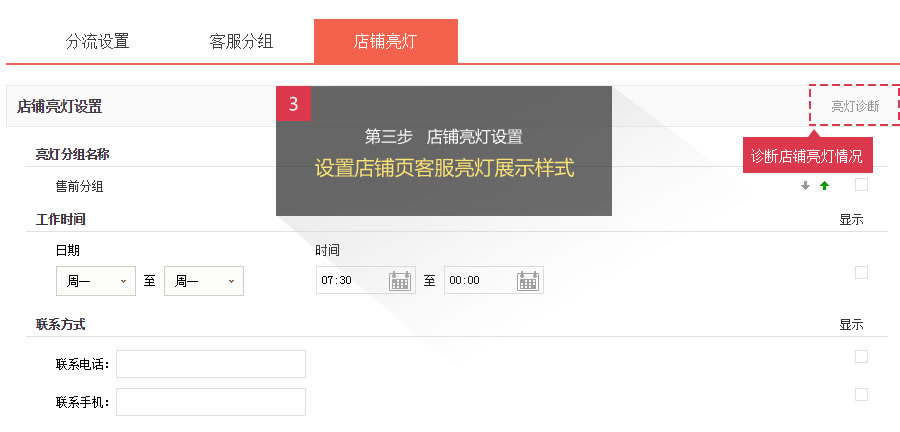 分流设置 客服分组 店铺亮灯
店铺亮灯设置 亮灯诊断
3
第三步 店铺亮灯设置
设置店铺页客服亮灯展示样式
诊断店铺亮灯情况
亮灯分组名称
售前分组
工作时间 显示
日期 时间
周一 至 周一 07:30 至 00:00
联系方式 显示
联系电话:
联系手机: